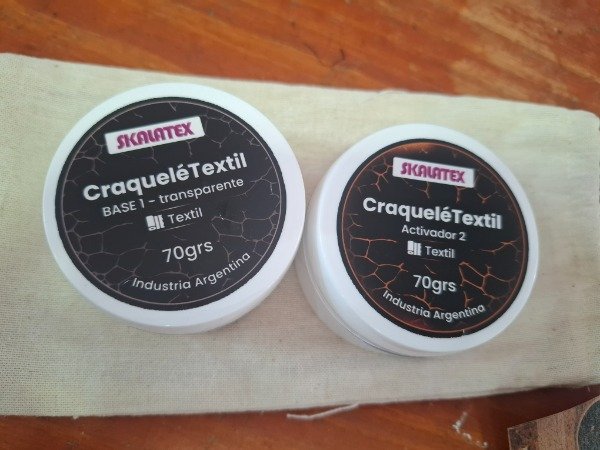 SKALATEX
CraqueléTextil
BASE 1 - transparente
Textil
70grs
Industria Argentina
SKALATEX
CraqueléTextil
Activador 2
Textil
70grs
Industria Argentina